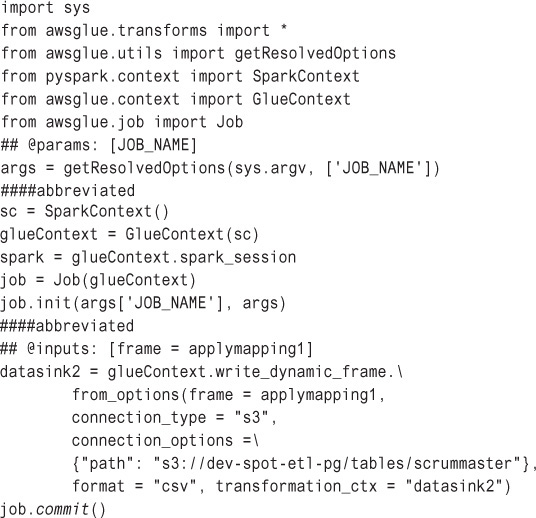 import sys
from awsglue.transforms import *
from awsglue.utils import getResolvedOptions
from pyspark.context import SparkContext
from awsglue.context import GlueContext
from awsglue.job import Job
## @params: [JOB_NAME]
args = getResolvedOptions(sys.argv, ['JOB_NAME'])
####abbreviated
sc = SparkContext()
glueContext = GlueContext(sc)
spark = glueContext.spark_session
job = Job(glueContext)
job.init(args['JOB_NAME'], args)
####abbreviated
## @inputs: [frame = applymapping1]
datasink2 = glueContext.write_dynamic_frame.\
        from_options(frame = applymapping1,
        connection_type = "s3",
        connection_options =\
        {"path": "s3://dev-spot-etl-pg/tables/scrummaster"},
        format = "csv", transformation_ctx = "datasink2")
job.commit()